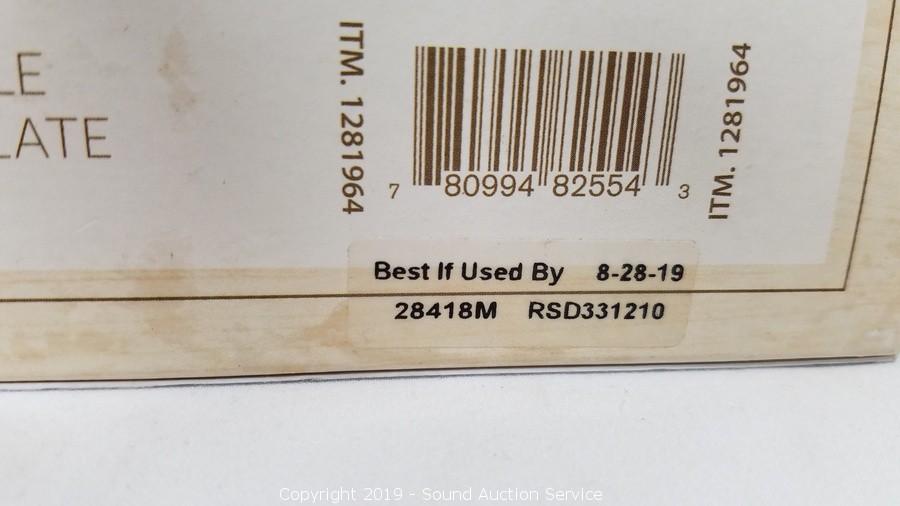 LE
LATE
ITM. 1281964
7 80994 82554 3
ITM. 1281964
Best If Used By 8-28-19
28418M RSD331210
Copyright 2019 - Sound Auction Service